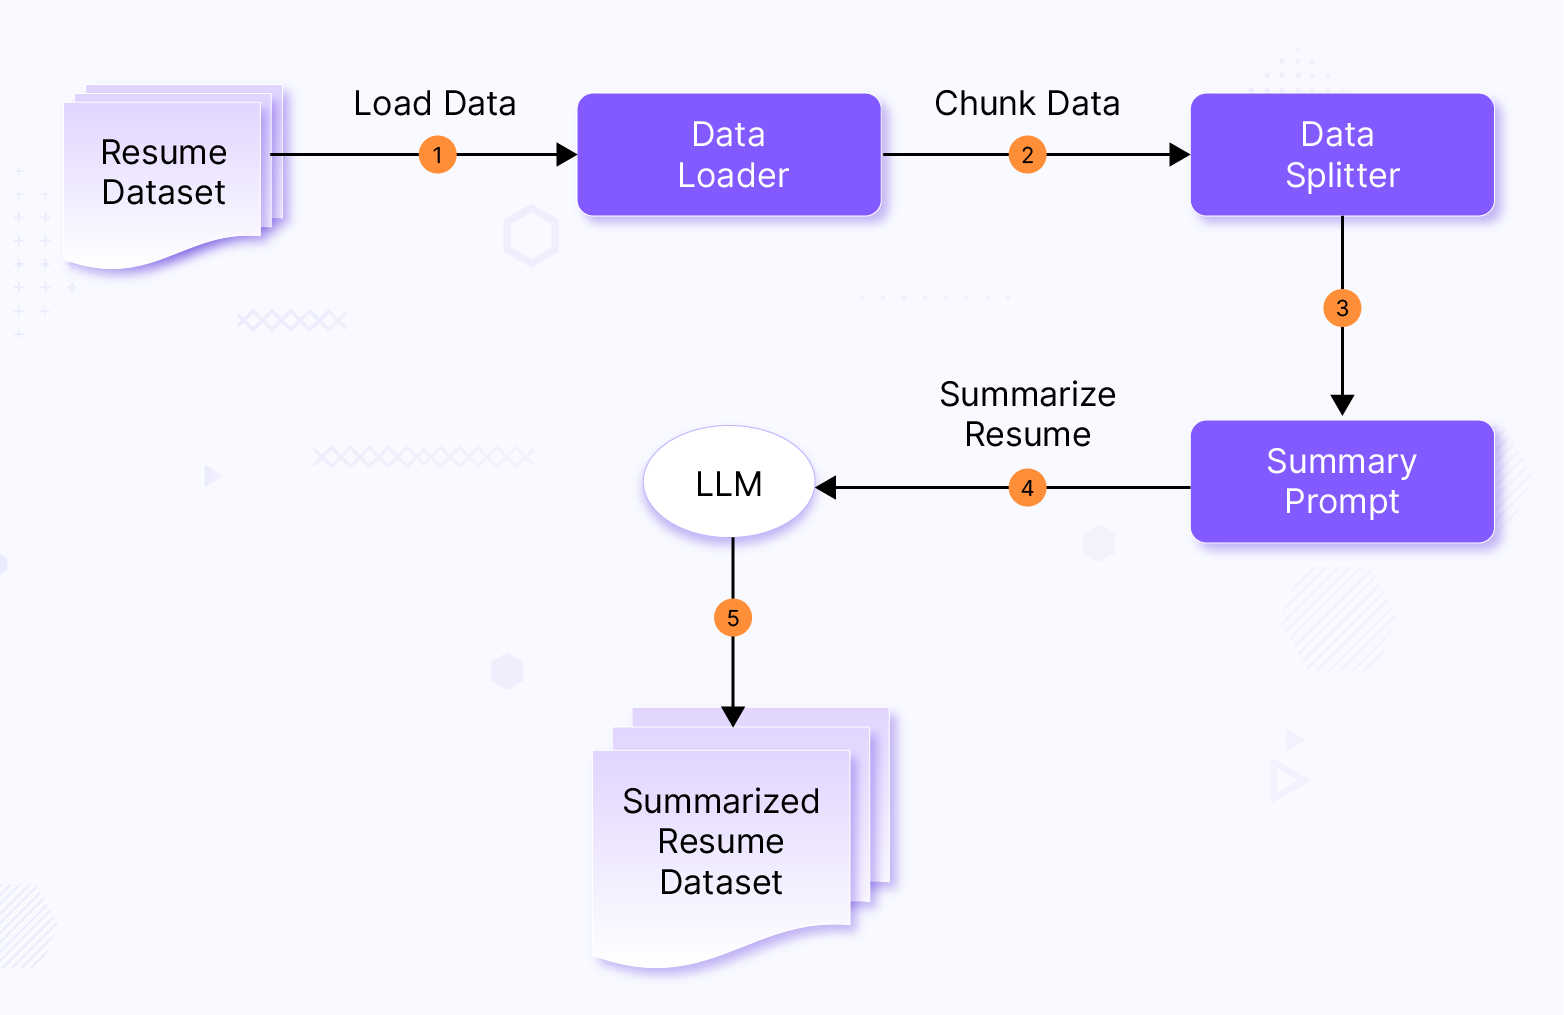 Resume
Dataset
Load Data
1
Data
Loader
Chunk Data
2
Data
Splitter
3
Summary
Prompt
Summarize
Resume
4
LLM
5
Summarized
Resume
Dataset